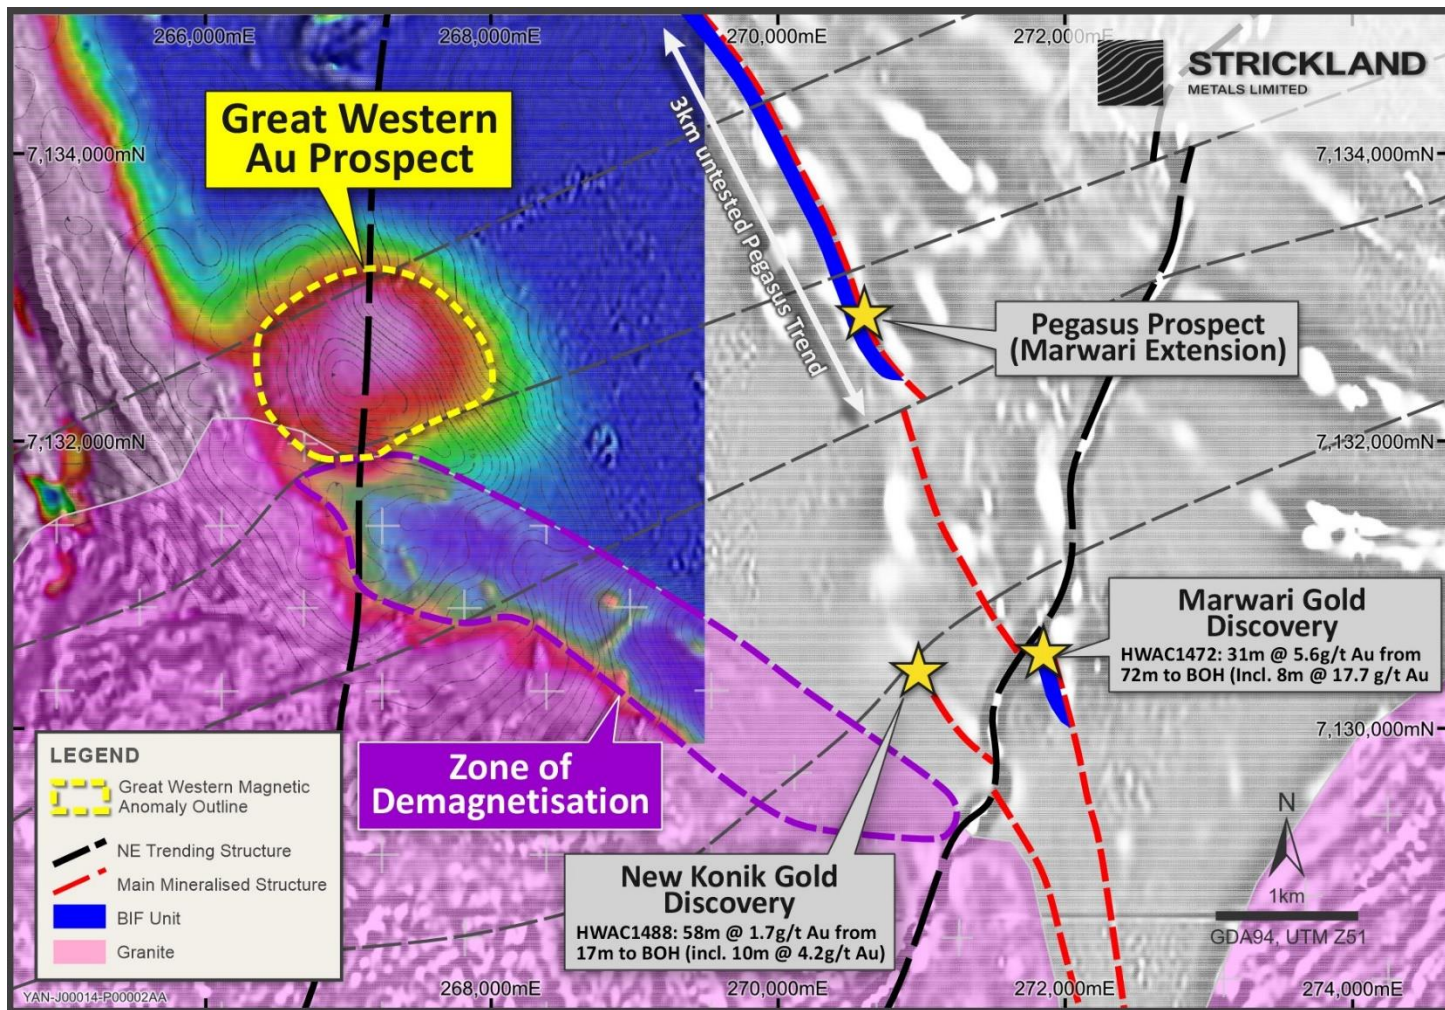 266,000mE
268,000mE
270,000mE
272,000mE
STRICKLAND
METALS LIMITED
Great Western
Au Prospect
3km untested Pegasus Trend
7,134,000mN
7,134,000mN
Pegasus Prospect
(Marwari Extension)
7,132,000mN
7,132,000mN
Marwari Gold
Discovery
HWAC1472: 31m @ 5.6g/t Au from
72m to BOH (Incl. 8m @ 17.7 g/t Au
7,130,000mN
Zone of
Demagnetisation
LEGEND
Great Western Magnetic
Anomaly Outline
NE Trending Structure
Main Mineralised Structure
BIF Unit
Granite
New Konik Gold
Discovery
HWAC1488: 58m @ 1.7g/t Au from
17m to BOH (incl. 10m @ 4.2g/t Au)
N
1km
GDA94, UTM Z51
YAN-J00014-P00002AA
268,000mE
270,000mE
272,000mE
274,000mE